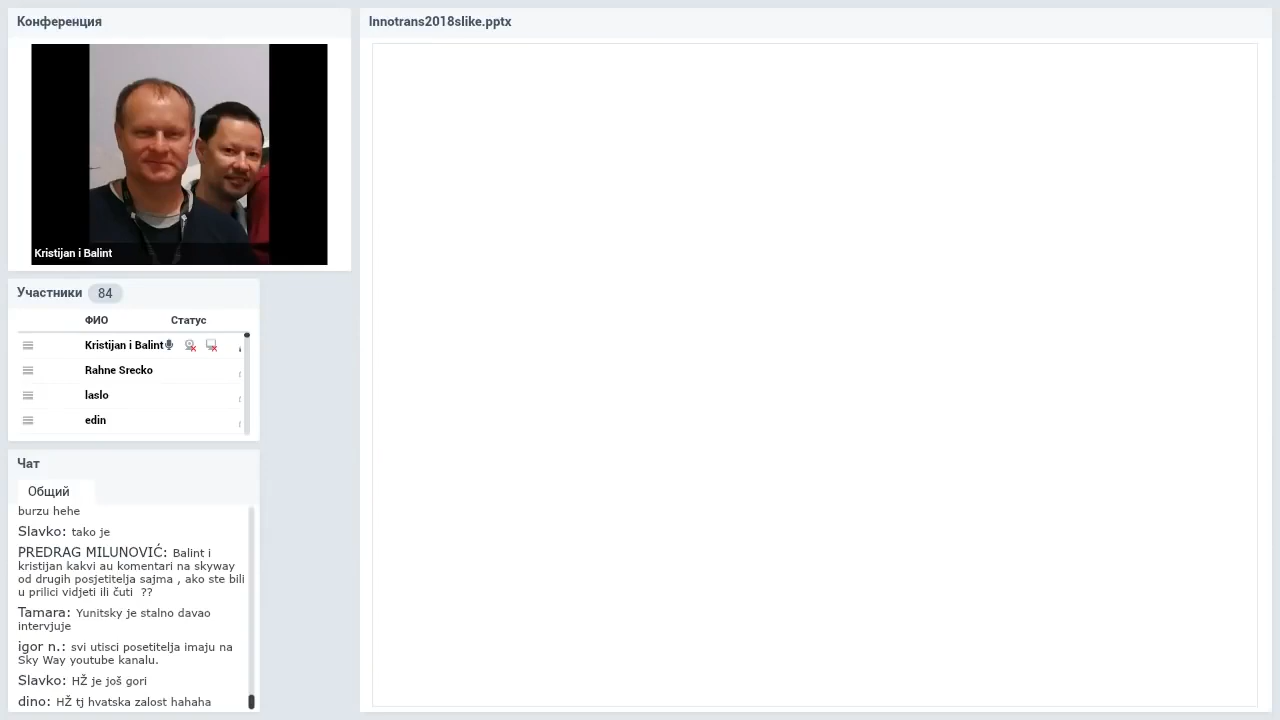 Конференция
Kristijan i Balint
Участники 84
ФИО Статус
Kristijan i Balint
Rahne Srecko
laslo
edin
Чат
Общий
burzu hehe
Slavko: tako je
PREDRAG MILUNOVIĆ: Balint i
kristijan kakvi au komentari na skyway
od drugih posjetitelja sajma , ako ste bili
u prilici vidjeti ili čuti ??
Tamara: Yunitsky je stalno davao
intervjuje
igor n.: svi utisci posetitelja imaju na
Sky Way youtube kanalu.
Slavko: HŽ je još gori
dino: HŽ tj hvatska zalost hahaha
Innotrans2018slike.pptx